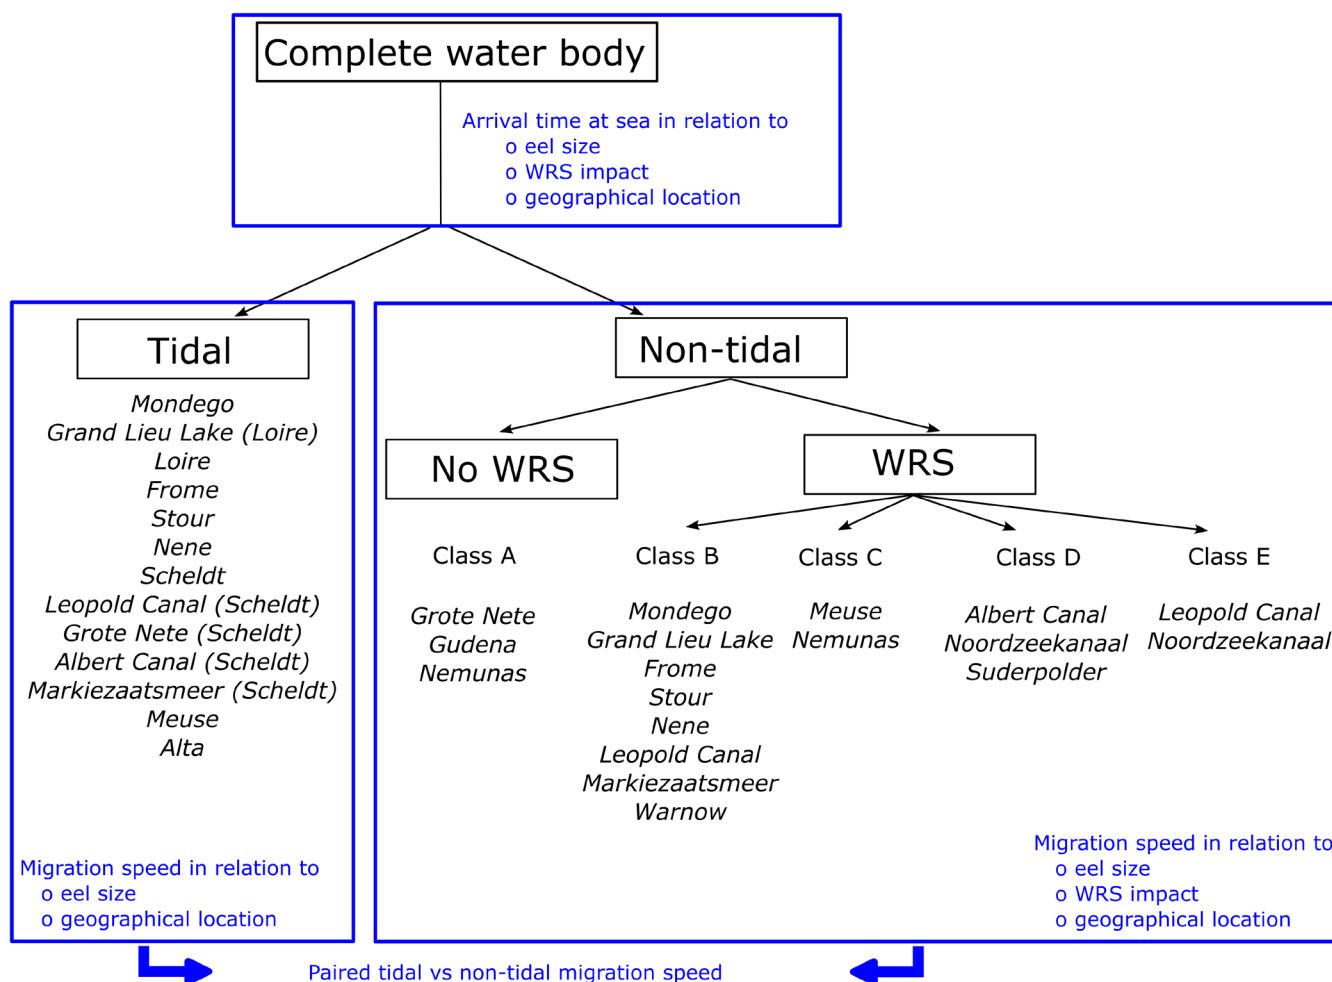 Complete water body
Arrival time at sea in relation to
o eel size
o WRS impact
o geographical location
Tidal
Mondego
Grand Lieu Lake (Loire)
Loire
Frome
Stour
Nene
Scheldt
Leopold Canal (Scheldt)
Grote Nete (Scheldt)
Albert Canal (Scheldt)
Markiezaatsmeer (Scheldt)
Meuse
Alta
Migration speed in relation to
o eel size
o geographical location
Non-tidal
No WRS
WRS
Class A
Grote Nete
Gudena
Nemunas
Class B
Mondego
Grand Lieu Lake
Frome
Stour
Nene
Leopold Canal
Markiezaatsmeer
Warnow
Class C
Meuse
Nemunas
Class D
Albert Canal
Noordzeekanaal
Suderpolder
Class E
Leopold Canal
Noordzeekanaal
Migration speed in relation to
o eel size
o WRS impact
o geographical location
Paired tidal vs non-tidal migration speed